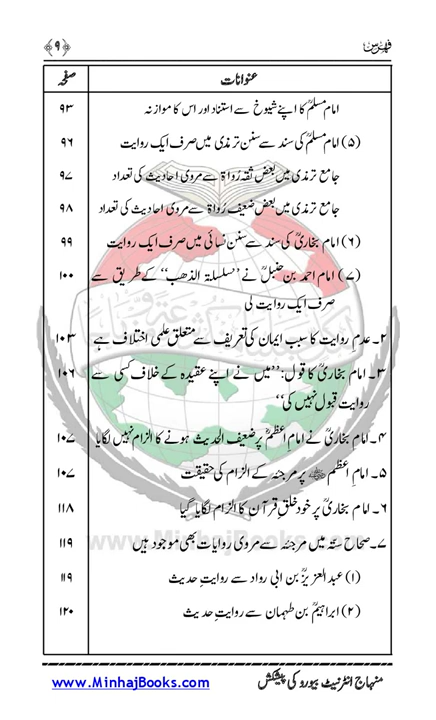 فہرس
﴿۹﴾
عنوانات
صفحہ
امام مسلمؒ کا اپنے شیوخ سے استناد اور اس کا موازنہ
۹۳
(۵) امام مسلمؒ کی سند سے سنن ترمذی میں صرف ایک روایت
۹۶
جامع ترمذی میں بعض ثقہ رُواۃ سے مروی احادیث کی تعداد
۹۷
جامع ترمذی میں بعض ضعیف رُواۃ سے مروی احادیث کی تعداد
۹۸
(۶) امام بخاریؒ کی سند سے سنن نسائی میں صرف ایک روایت
۹۹
(۷) امام احمد بن حنبلؒ نے ’’سلسلۃ الذھب‘‘ کے طریق سے
۱۰۰
صرف ایک روایت لی
۲۔ عدمِ روایت کا سبب ایمان کی تعریف سے متعلق علمی اختلاف ہے
۱۰۳
۳۔ امام بخاریؒ کا قول: ’’میں نے اپنے عقیدہ کے خلاف کسی سے
۱۰۶
روایت قبول نہیں کی‘‘
۴۔ امام بخاریؒ نے امام اعظمؒ پر ضعیف الحدیث ہونے کا الزام نہیں لگایا
۱۰۷
۵۔ امامِ اعظم پر مرجئہ کے الزام کی حقیقت
۱۰۷
۶۔ امام بخاریؒ پر خود خلقِ قرآن کا الزام لگایا گیا
۱۱۸
www.MinhajBooks.com
۷۔ صحاح ستہ میں مرجئہ سے مروی روایات بھی موجود ہیں
۱۱۹
(۱) عبد العزیزؒ بن ابی رواد سے روایتِ حدیث
۱۱۹
(۲) ابراہیمؒ بن طہمان سے روایتِ حدیث
۱۲۰
منہاج انٹرنیٹ بیورو کی پیشکش
www.MinhajBooks.com